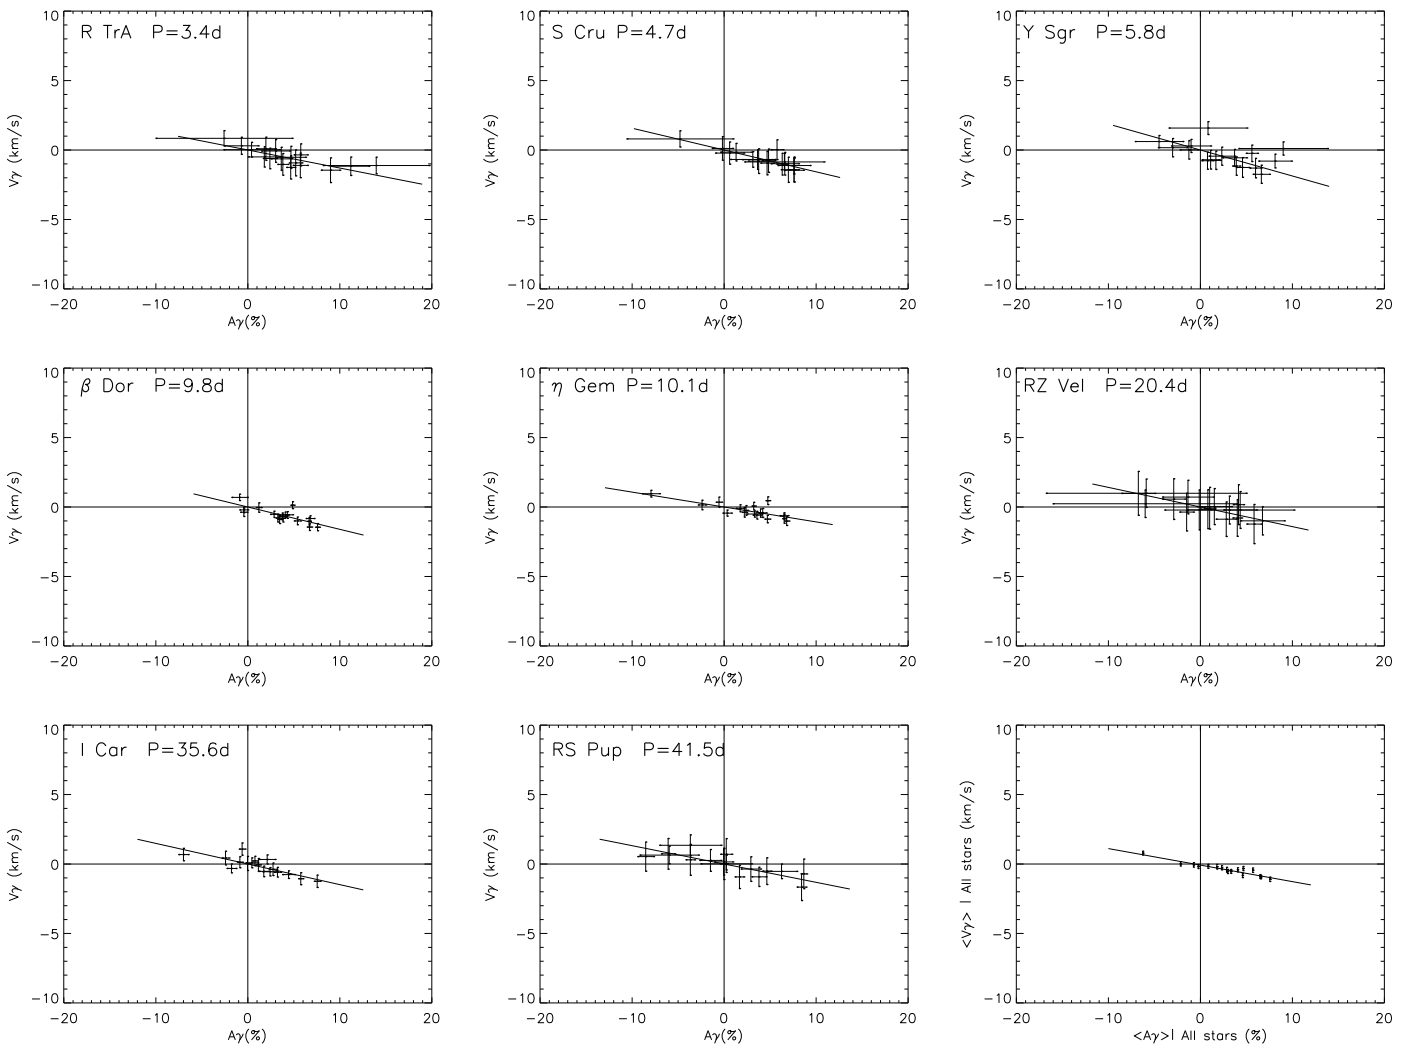 R TrA P=3.4d
10
5
0
−5
−10
Vγ (km/s)
−20 −10 0 10 20
Aγ(%)
S Cru P=4.7d
10
5
0
−5
−10
Vγ (km/s)
−20 −10 0 10 20
Aγ(%)
Y Sgr P=5.8d
10
5
0
−5
−10
Vγ (km/s)
−20 −10 0 10 20
Aγ(%)
β Dor P=9.8d
10
5
0
−5
−10
Vγ (km/s)
−20 −10 0 10 20
Aγ(%)
η Gem P=10.1d
10
5
0
−5
−10
Vγ (km/s)
−20 −10 0 10 20
Aγ(%)
RZ Vel P=20.4d
10
5
0
−5
−10
Vγ (km/s)
−20 −10 0 10 20
Aγ(%)
l Car P=35.6d
10
5
0
−5
−10
Vγ (km/s)
−20 −10 0 10 20
Aγ(%)
RS Pup P=41.5d
10
5
0
−5
−10
Vγ (km/s)
−20 −10 0 10 20
Aγ(%)
10
5
0
−5
−10
<Vγ> | All stars (km/s)
−20 −10 0 10 20
<Aγ>| All stars (%)